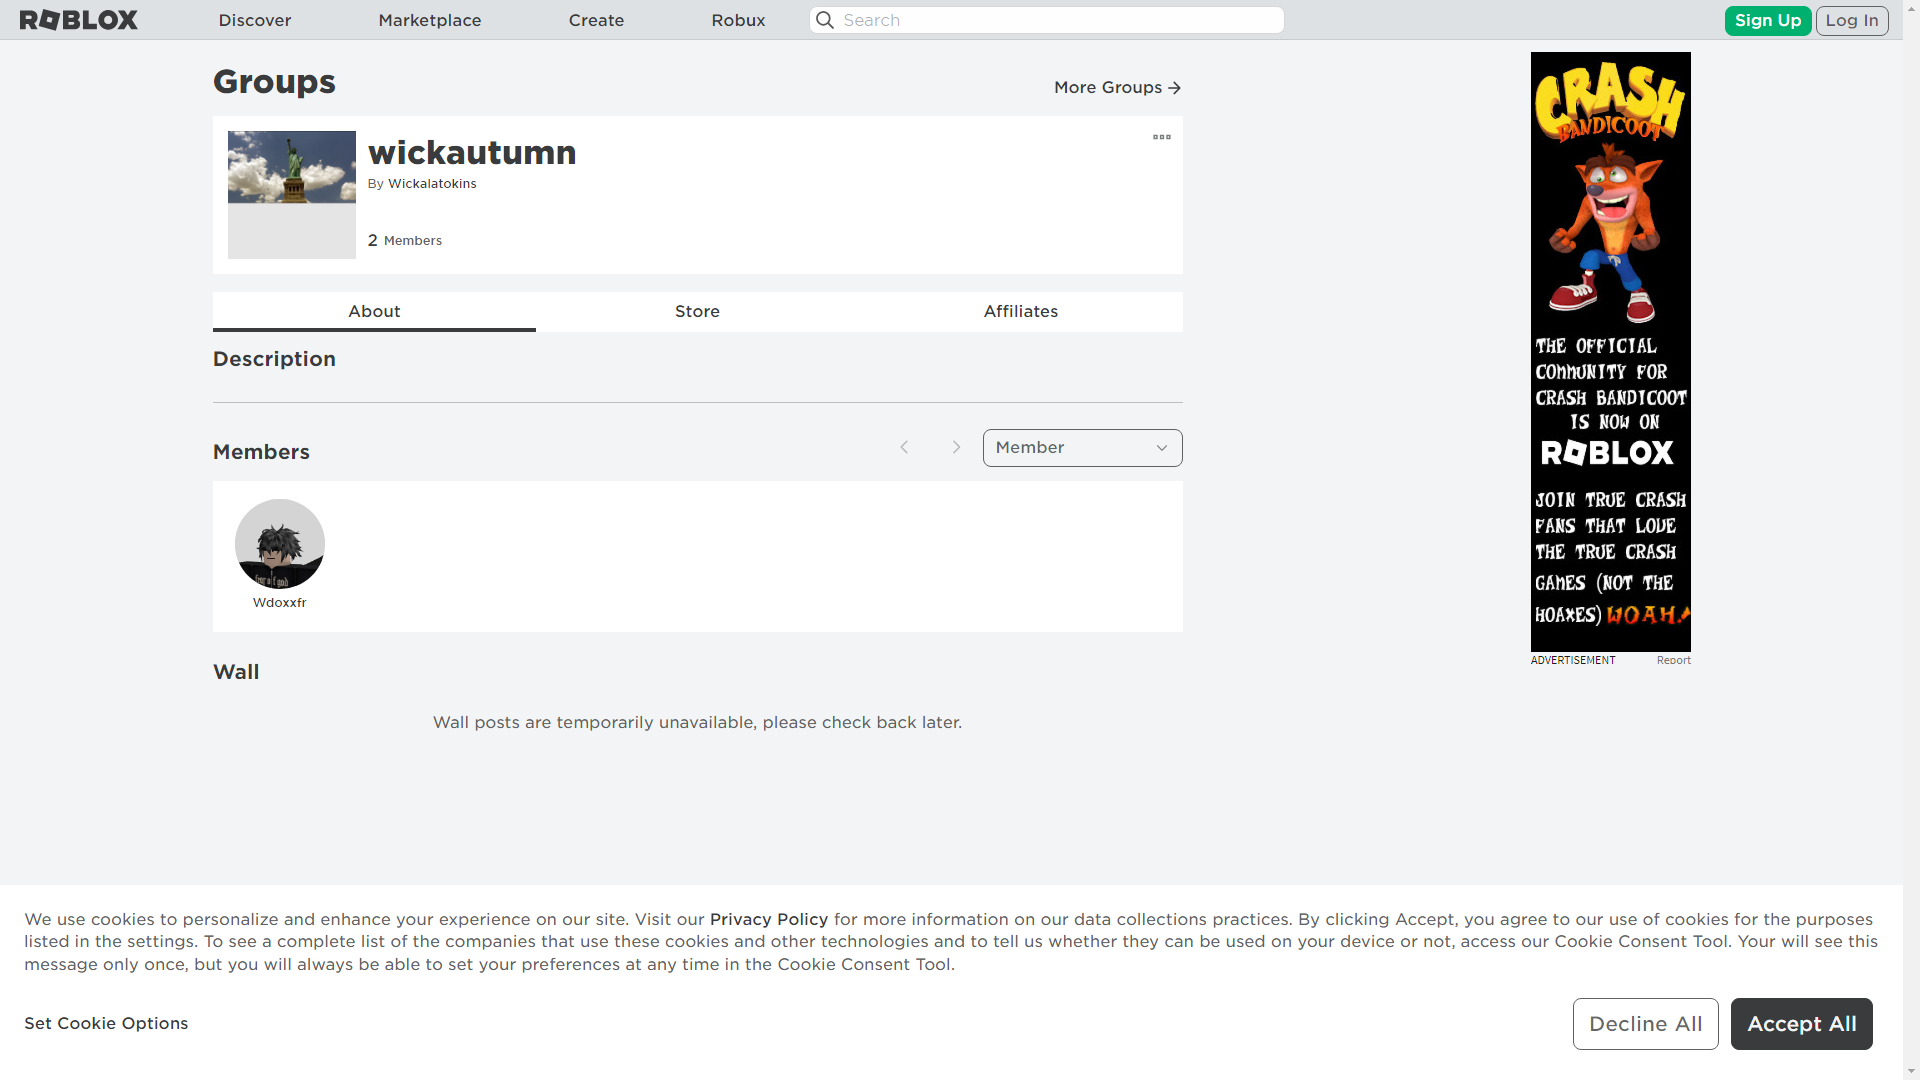 ROBLOX
Discover
Marketplace
Create
Robux
Search
Sign Up
Log In
Groups
More Groups
wickautumn
By Wickalatokins
2 Members
About
Store
Affiliates
Description
Members
Member
fear of god
Wdoxxfr
Wall
Wall posts are temporarily unavailable, please check back later.
CRASH
BANDICOOT
THE OFFICIAL
COMMUNITY FOR
CRASH BANDICOOT
IS NOW ON
ROBLOX
JOIN TRUE CRASH
FANS THAT LOVE
THE TRUE CRASH
GAMES (NOT THE
HOAXES) WOAH!
ADVERTISEMENT
Report
We use cookies to personalize and enhance your experience on our site. Visit our Privacy Policy for more information on our data collections practices. By clicking Accept, you agree to our use of cookies for the purposes
listed in the settings. To see a complete list of the companies that use these cookies and other technologies and to tell us whether they can be used on your device or not, access our Cookie Consent Tool. Your will see this
message only once, but you will always be able to set your preferences at any time in the Cookie Consent Tool.
Set Cookie Options
Decline All
Accept All